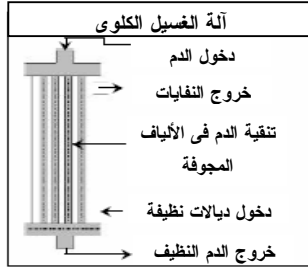 آلة الغسيل الكلوى
دخول الدم
خروج النفايات
تنقية الدم فى الألياف
المجوفة
دخول ديالات نظيفة
خروج الدم النظيف